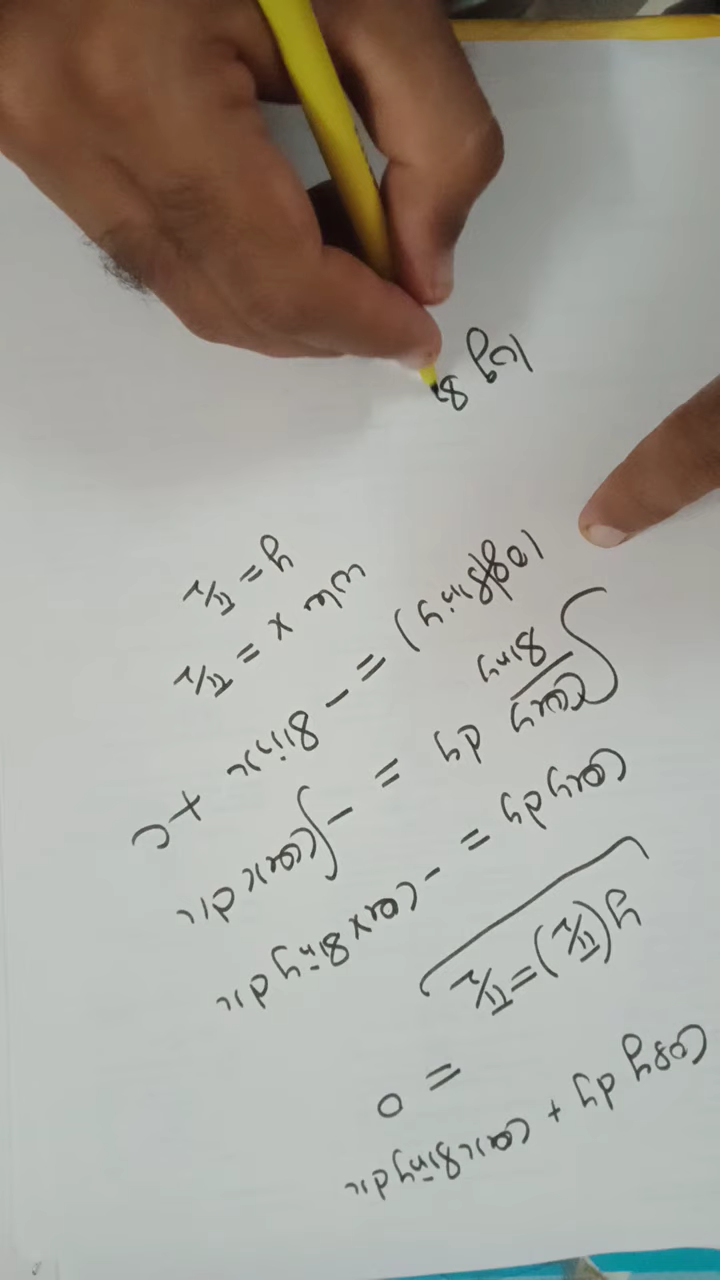 cosy dy + cosx siny dx
= 0
y(π/2) = π/2
cosy dy = - cosx siny dx
∫ cosy/siny dy = -∫ cosx dx
log(siny) = - sinx + c
when x = π/2
y = π/2
log s